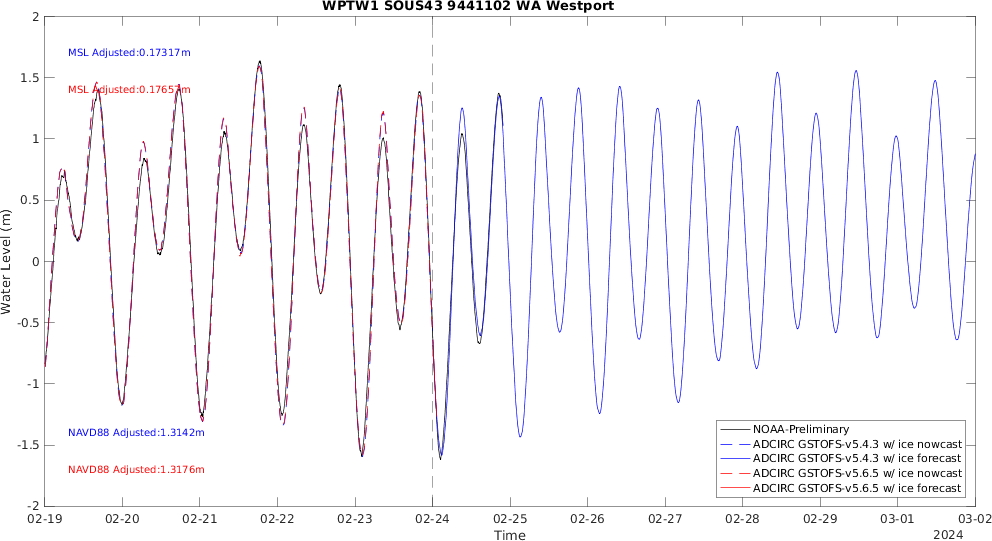 WPTW1 SOUS43 9441102 WA Westport
MSL Adjusted:0.17317m
MSL Adjusted:0.1765
NAVD88 Adjusted:1.3142m
NAVD88 Adjusted:1.3176m
Water Level (m)
2
1.5
1
0.5
0
-0.5
-1
-1.5
-2
NOAA-Preliminary
ADCIRC GSTOFS-v5.4.3 w/ ice nowcast
ADCIRC GSTOFS-v5.4.3 w/ ice forecast
ADCIRC GSTOFS-v5.6.5 w/ ice nowcast
ADCIRC GSTOFS-v5.6.5 w/ ice forecast
02-19 02-20 02-21 02-22 02-23 02-24 02-25 02-26 02-27 02-28 02-29 03-01 03-02
Time
2024